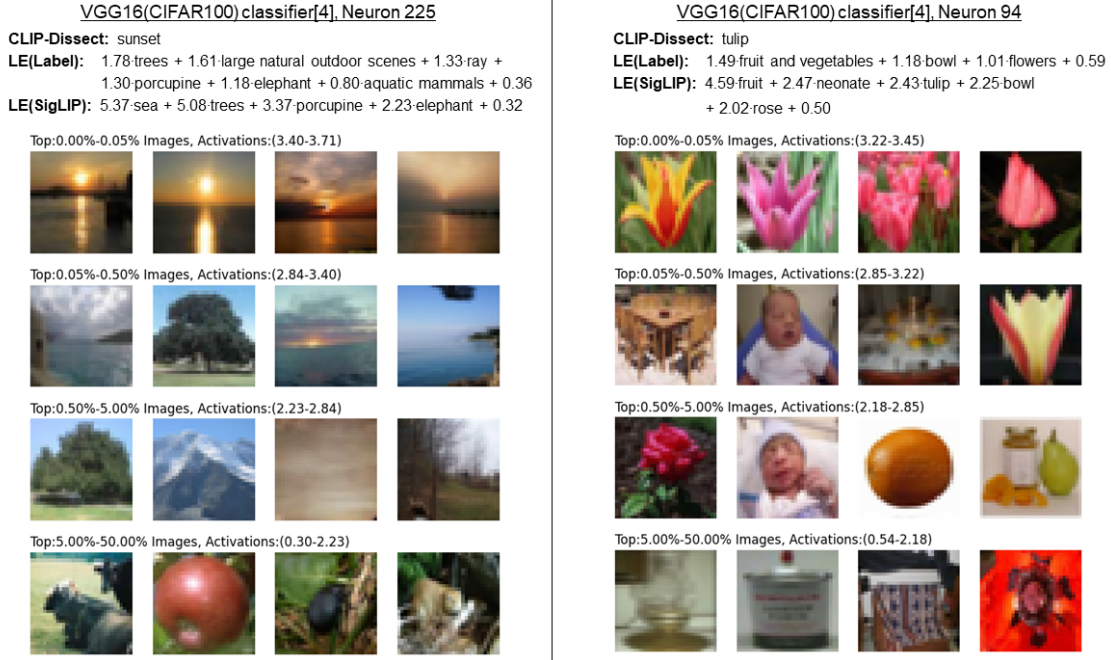 VGG16(CIFAR100) classifier[4], Neuron 225
CLIP-Dissect: sunset
LE(Label): 1.78·trees + 1.61·large natural outdoor scenes + 1.33·ray +
1.30·porcupine + 1.18·elephant + 0.80·aquatic mammals + 0.36
LE(SigLIP): 5.37·sea + 5.08·trees + 3.37·porcupine + 2.23·elephant + 0.32
Top:0.00%-0.05% Images, Activations:(3.40-3.71)
Top:0.05%-0.50% Images, Activations:(2.84-3.40)
Top:0.50%-5.00% Images, Activations:(2.23-2.84)
Top:5.00%-50.00% Images, Activations:(0.30-2.23)
VGG16(CIFAR100) classifier[4], Neuron 94
CLIP-Dissect: tulip
LE(Label): 1.49·fruit and vegetables + 1.18·bowl + 1.01·flowers + 0.59
LE(SigLIP): 4.59·fruit + 2.47·neonate + 2.43·tulip + 2.25·bowl
+ 2.02·rose + 0.50
Top:0.00%-0.05% Images, Activations:(3.22-3.45)
Top:0.05%-0.50% Images, Activations:(2.85-3.22)
Top:0.50%-5.00% Images, Activations:(2.18-2.85)
Top:5.00%-50.00% Images, Activations:(0.54-2.18)